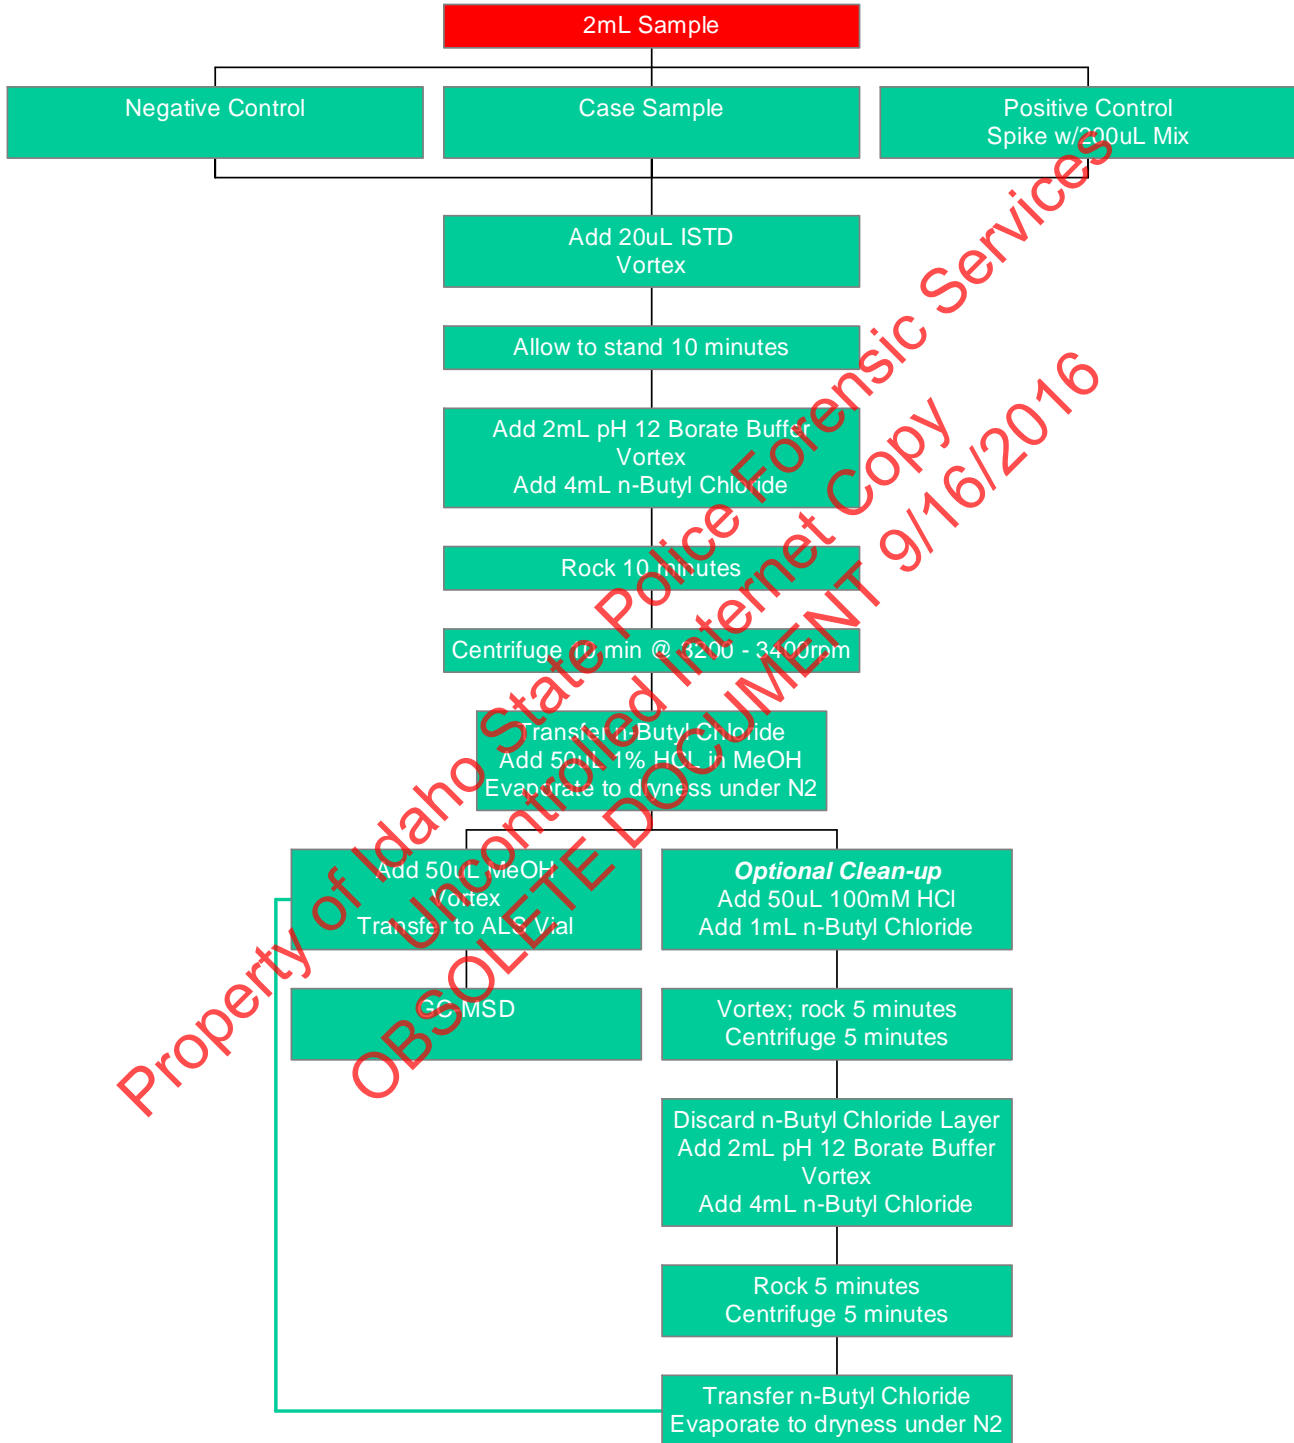 2mL Sample
Negative Control
Case Sample
Positive Control
Spike w/200uL Mix
Add 20uL ISTD
Vortex
Allow to stand 10 minutes
Add 2mL pH 12 Borate Buffer
Vortex
Add 4mL n-Butyl Chloride
Rock 10 minutes
Centrifuge 10 min @ 3200 - 3400rpm
Transfer n-Butyl Chloride
Add 50uL 1% HCL in MeOH
Evaporate to dryness under N2
Add 50uL MeOH
Vortex
Transfer to ALS Vial
GC-MSD
Optional Clean-up
Add 50uL 100mM HCl
Add 1mL n-Butyl Chloride
Vortex; rock 5 minutes
Centrifuge 5 minutes
Discard n-Butyl Chloride Layer
Add 2mL pH 12 Borate Buffer
Vortex
Add 4mL n-Butyl Chloride
Rock 5 minutes
Centrifuge 5 minutes
Transfer n-Butyl Chloride
Evaporate to dryness under N2
Property of Idaho State Police Forensic Services
Uncontrolled Internet Copy
OBSOLETE DOCUMENT 9/16/2016